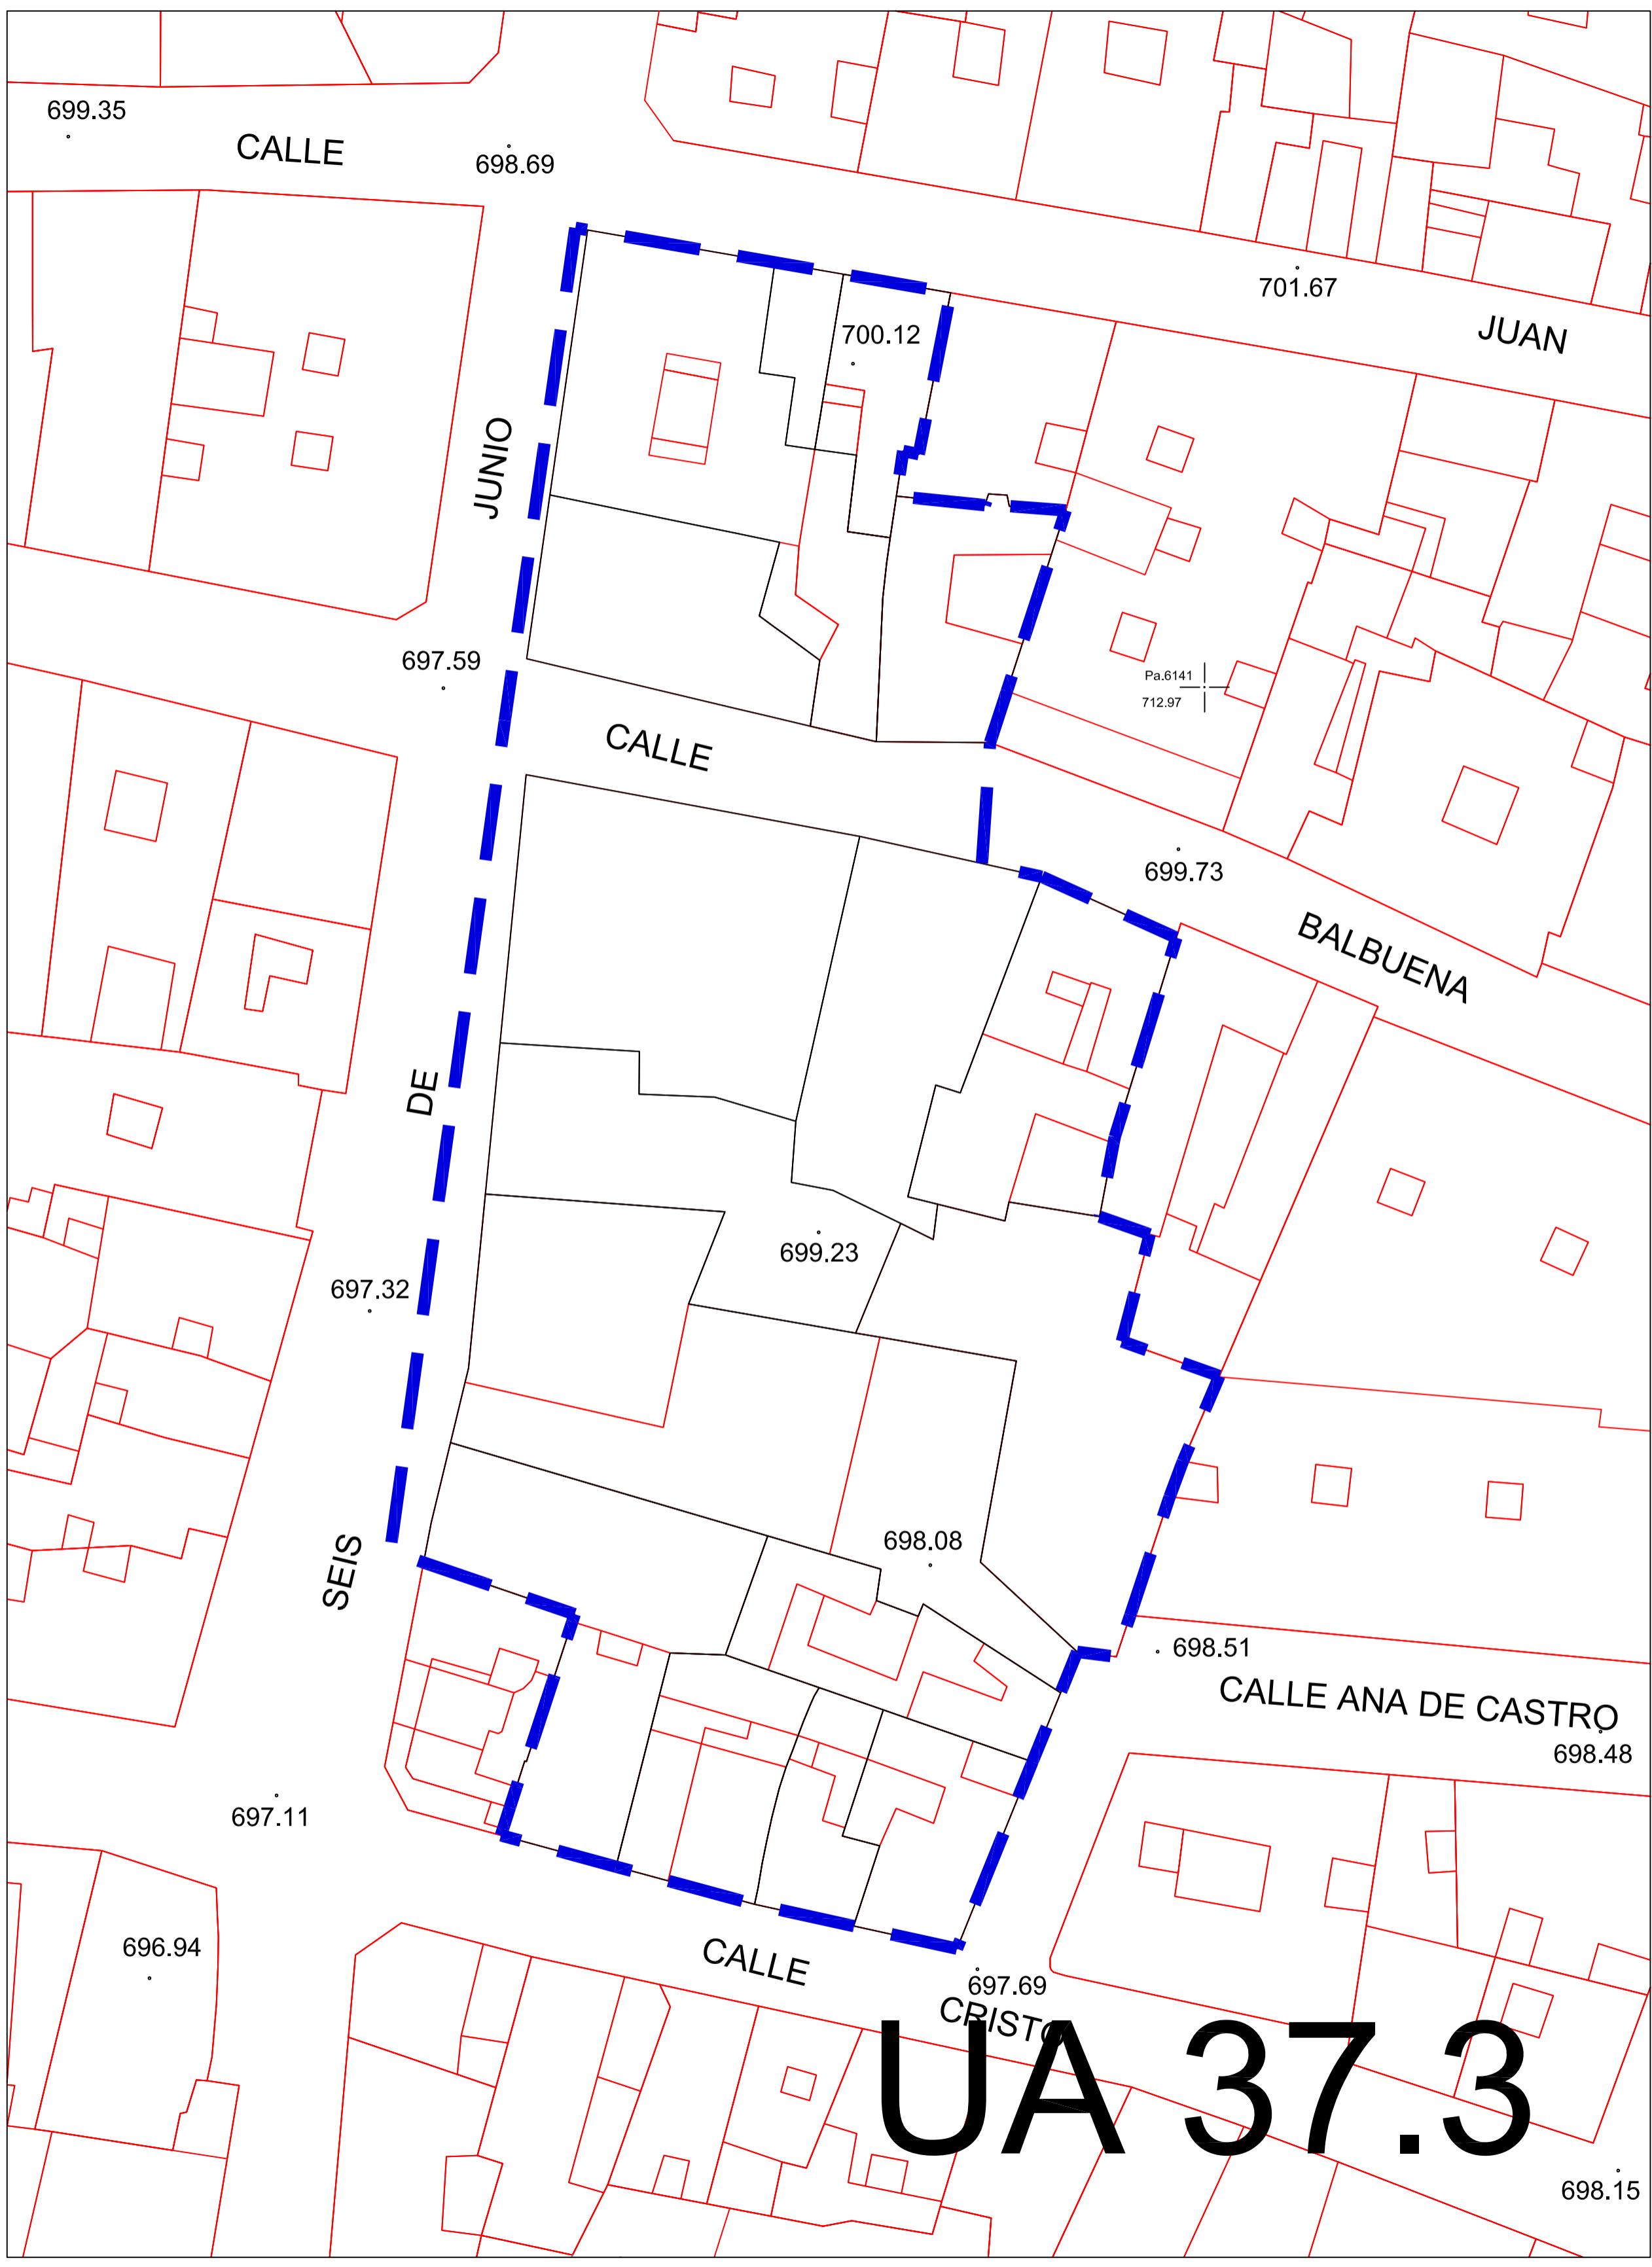 699.35
CALLE
698.69
701.67
JUAN
700.12
JUNIO
697.59
Pa.6141
712.97
CALLE
699.73
BALBUENA
DE
699.23
697.32
698.08
SEIS
698.51
CALLE ANA DE CASTRO
698.48
697.11
696.94
CALLE
697.69
CRISTO
UA 37.3
698.15